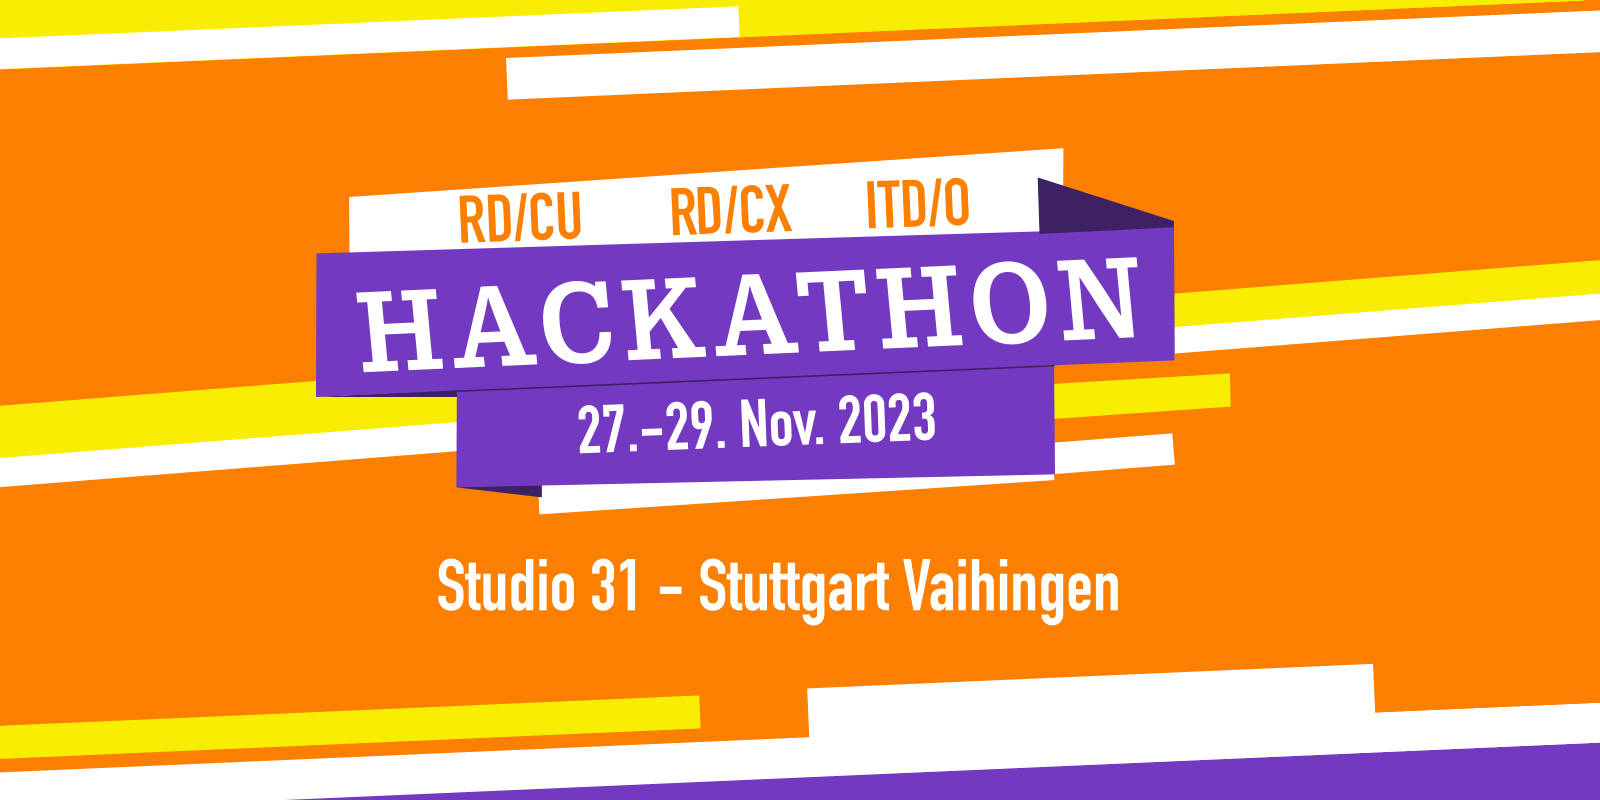 RD/CU RD/CX ITD/O
HACKATHON
27.–29. Nov. 2023
Studio 31 – Stuttgart Vaihingen